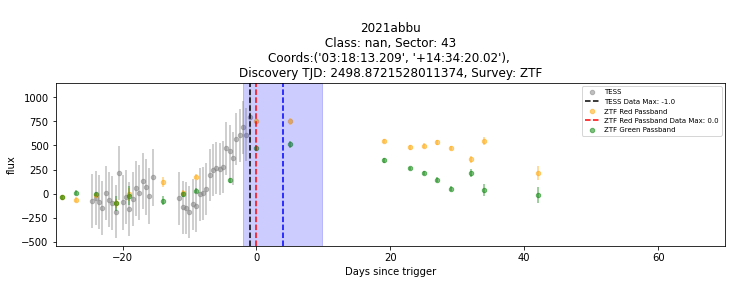 2021abbu
Class: nan, Sector: 43
Coords:('03:18:13.209', '+14:34:20.02'),
Discovery TJD: 2498.8721528011374, Survey: ZTF
1000
750
500
250
0
−250
−500
flux
TESS
TESS Data Max: -1.0
ZTF Red Passband
ZTF Red Passband Data Max: 0.0
ZTF Green Passband
−20
0
20
40
60
Days since trigger